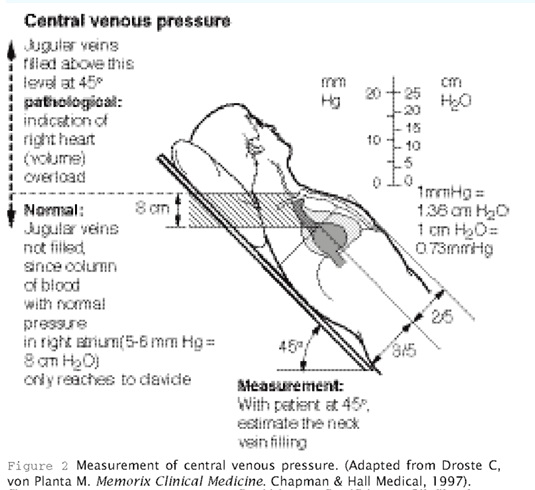 Central venous pressure
Jugular veins
filled above this
level at 45°
pathological:
indication of
right heart
(volume)
overload
Normal:
Jugular veins
not filled,
since column
of blood
with normal
pressure
in right atrium(5-6 mm Hg =
8 cm H₂O)
only reaches to clavicle
8 cm
mm
Hg
cm
H₂O
20
10
0
25
20
15
10
5
0
1mmHg =
1.36 cm H₂O
1 cm H₂O=
0.73mmHg
2/5
3/5
45°
Measurement:
With patient at 45°,
estimate the neck
vein filling
Figure 2 Measurement of central venous pressure. (Adapted from Droste C,
von Planta M. Memorix Clinical Medicine. Chapman & Hall Medical, 1997).